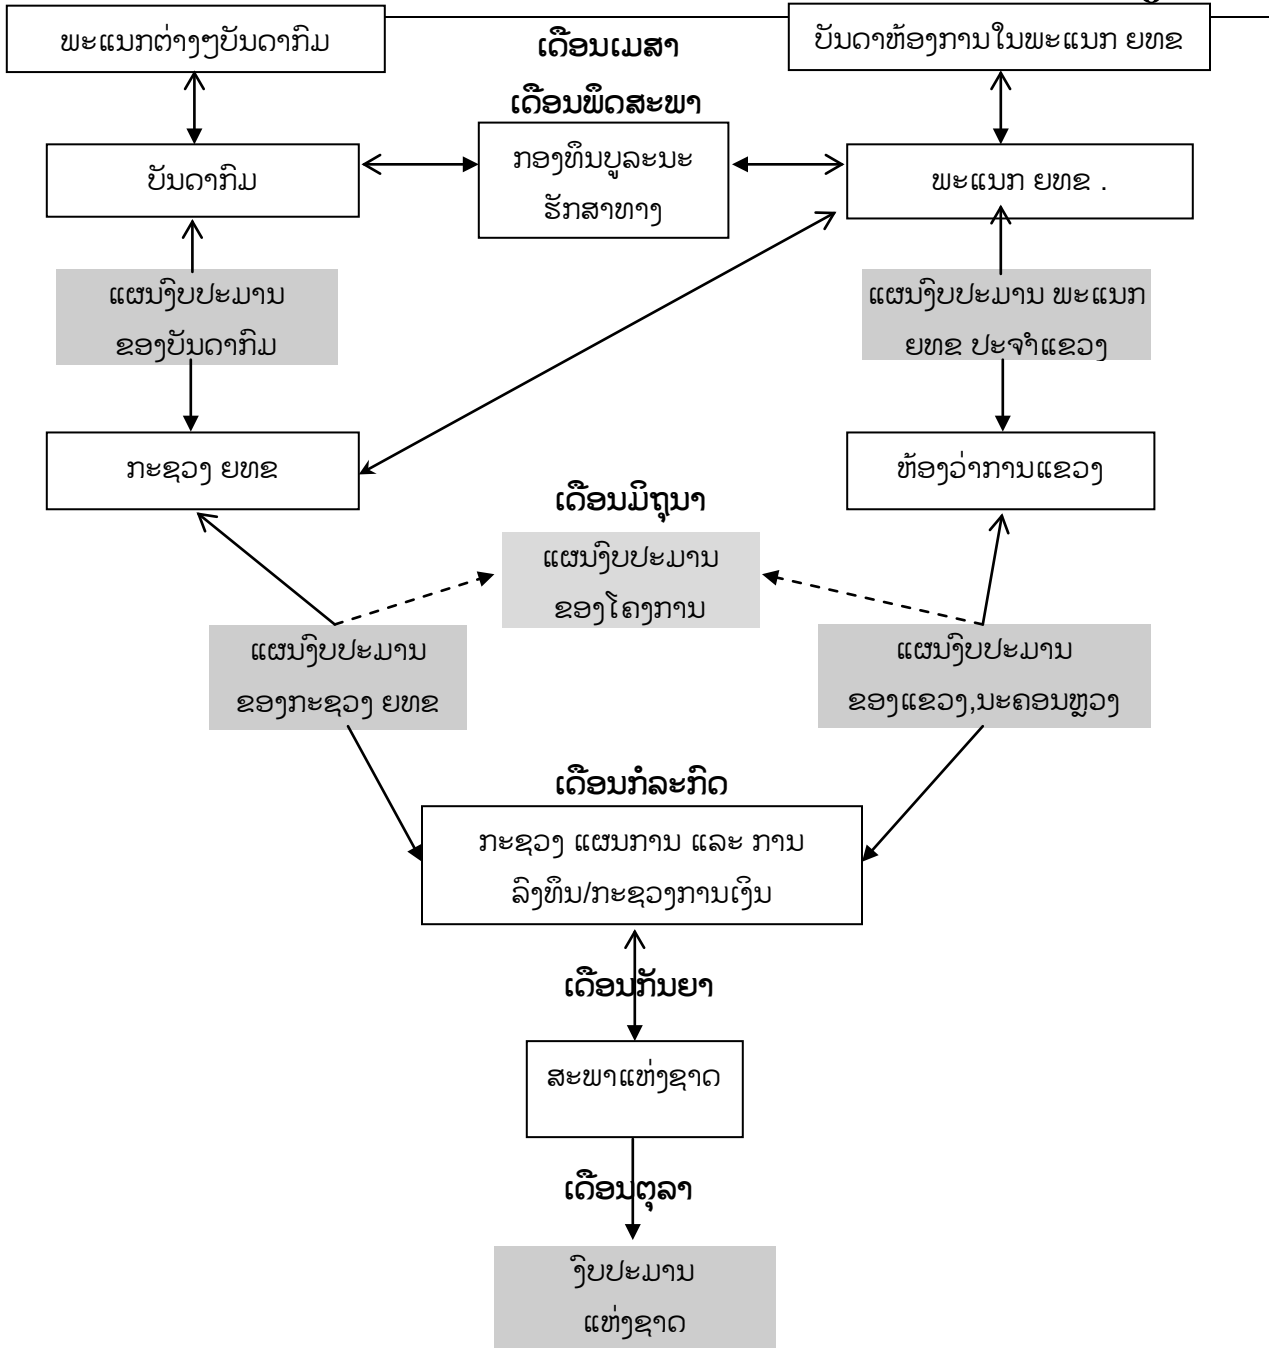 ພະແນກຕ່າງໆບັນດາກົມ
ເດືອນເມສາ
ບັນດາຫ້ອງການໃນພະແນກ ຍທຂ
ເດືອນພຶດສະພາ
ບັນດາກົມ
ກອງທຶນບູລະນະ
ຮັກສາທາງ
ພະແນກ ຍທຂ .
ແຜນງົບປະມານ
ຂອງບັນດາກົມ
ແຜນງົບປະມານ ພະແນກ
ຍທຂ ປະຈຳແຂວງ
ກະຊວງ ຍທຂ
ຫ້ອງວ່າການແຂວງ
ເດືອນມິຖຸນາ
ແຜນງົບປະມານ
ຂອງໂຄງການ
ແຜນງົບປະມານ
ຂອງກະຊວງ ຍທຂ
ແຜນງົບປະມານ
ຂອງແຂວງ,ນະຄອນຫຼວງ
ເດືອນກໍລະກົດ
ກະຊວງ ແຜນການ ແລະ ການ
ລົງທຶນ/ກະຊວງການເງິນ
ເດືອນກັນຍາ
ສະພາແຫ່ງຊາດ
ເດືອນຕຸລາ
ງົບປະມານ
ແຫ່ງຊາດ